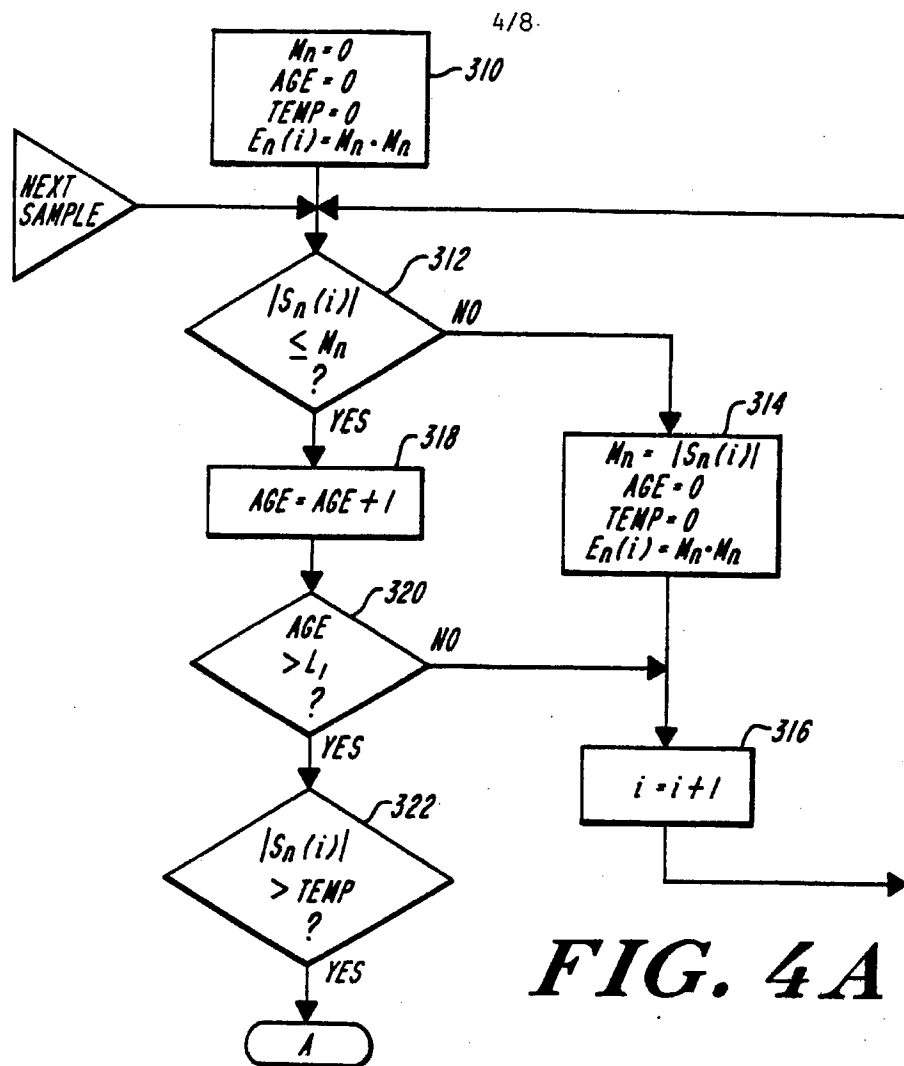 4/8
Mn = 0
AGE = 0
TEMP = 0
En(i) = Mn · Mn
310
NEXT
SAMPLE
312
|Sn(i)|
≤ Mn
?
NO
YES
314
Mn = |Sn(i)|
AGE = 0
TEMP = 0
En(i) = Mn · Mn
318
AGE = AGE + 1
320
AGE
> L1
?
NO
YES
316
i = i + 1
322
|Sn(i)|
> TEMP
?
YES
A
FIG. 4A